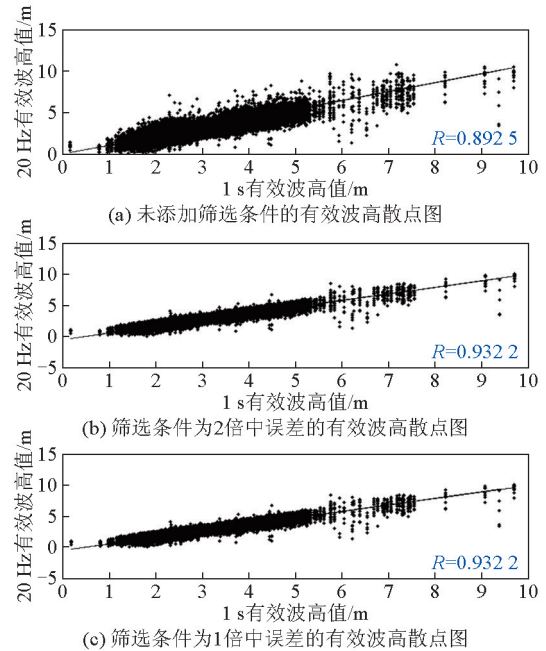 20 Hz有效波高值/m
15
10
5
0
0 1 2 3 4 5 6 7 8 9 10
R=0.892 5
1 s有效波高值/m
(a) 未添加筛选条件的有效波高散点图
20 Hz有效波高值/m
15
10
5
0
−5
0 1 2 3 4 5 6 7 8 9 10
R=0.932 2
1 s有效波高值/m
(b) 筛选条件为2倍中误差的有效波高散点图
20 Hz有效波高值/m
15
10
5
0
−5
0 1 2 3 4 5 6 7 8 9 10
R=0.932 2
1 s有效波高值/m
(c) 筛选条件为1倍中误差的有效波高散点图